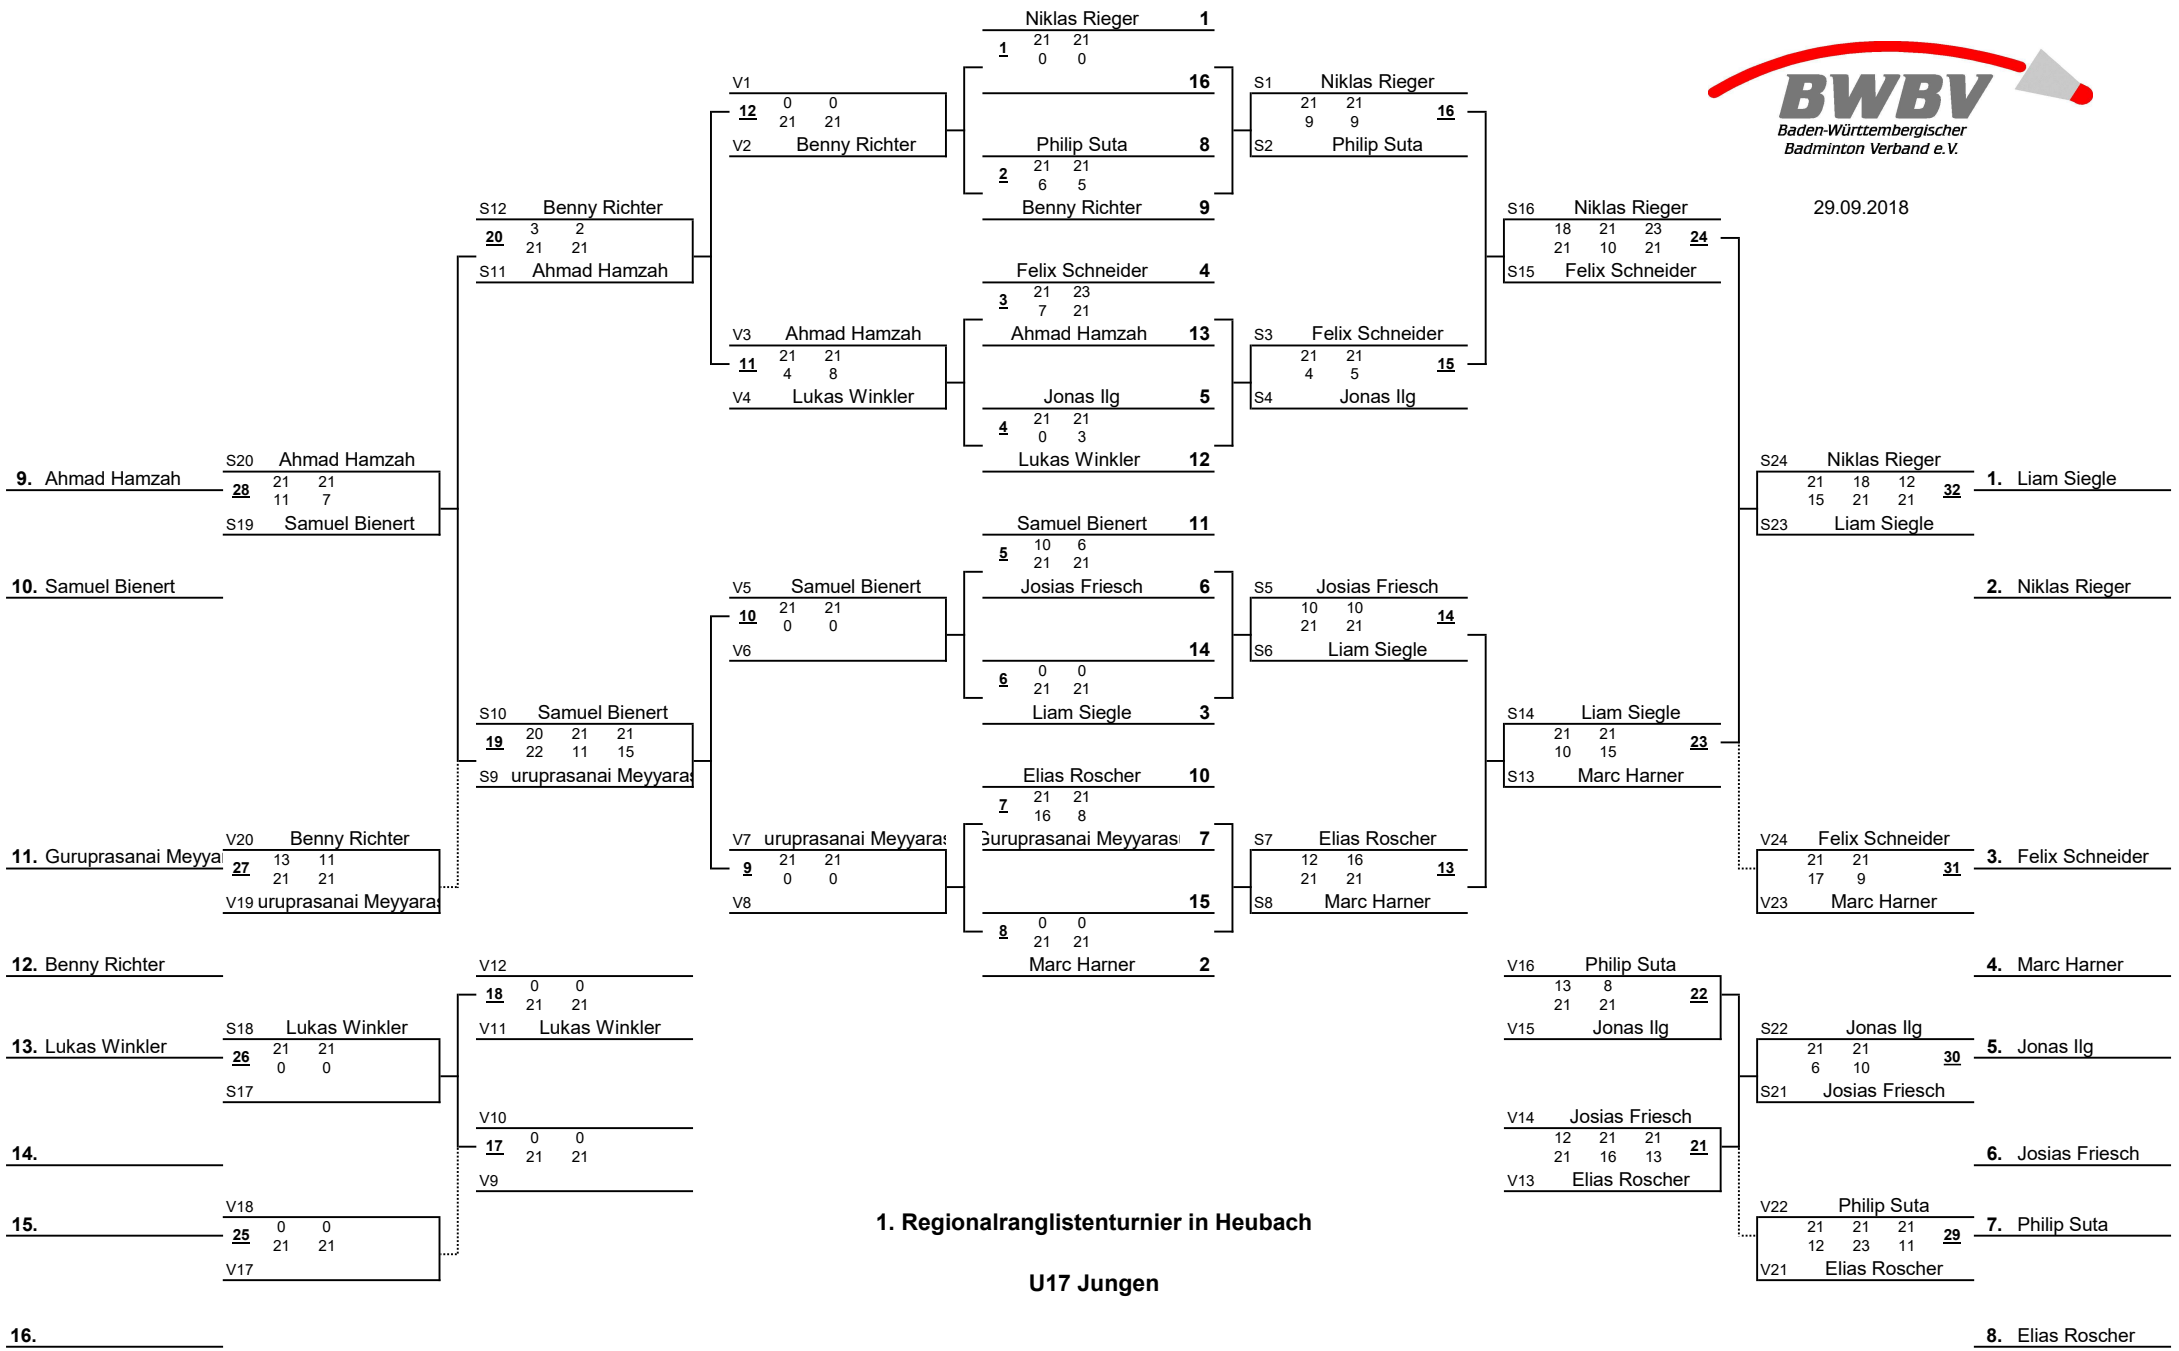 Niklas Rieger 1
1 21 21
0 0
16
Philip Suta 8
2 21 21
6 5
Benny Richter 9
Felix Schneider 4
3 21 23
7 21
Ahmad Hamzah 13
Jonas Ilg 5
4 21 21
0 3
Lukas Winkler 12
Samuel Bienert 11
5 10 6
21 21
Josias Friesch 6
14
6 0 0
21 21
Liam Siegle 3
Elias Roscher 10
7 21 21
16 8
Guruprasanai Meyyaras 7
15
8 0 0
21 21
Marc Harner 2
V1
12 0 0
21 21
V2 Benny Richter
V3 Ahmad Hamzah
11 21 21
4 8
V4 Lukas Winkler
V5 Samuel Bienert
10 21 21
0 0
V6
V7 uruprasanai Meyyaras
9 21 21
0 0
V8
S12 Benny Richter
20 3 2
21 21
S11 Ahmad Hamzah
S10 Samuel Bienert
19 20 21 21
22 11 15
S9 uruprasanai Meyyaras
V12
18 0 0
21 21
V11 Lukas Winkler
V10
17 0 0
21 21
V9
S20 Ahmad Hamzah
28 21 21
11 7
S19 Samuel Bienert
V20 Benny Richter
27 13 11
21 21
V19 uruprasanai Meyyaras
S18 Lukas Winkler
26 21 21
0 0
S17
V18
25 0 0
21 21
V17
9. Ahmad Hamzah
10. Samuel Bienert
11. Guruprasanai Meyya
12. Benny Richter
13. Lukas Winkler
14.
15.
16.
S1 Niklas Rieger
21 21 16
9 9
S2 Philip Suta
S3 Felix Schneider
21 21 15
4 5
S4 Jonas Ilg
S5 Josias Friesch
10 10 14
21 21
S6 Liam Siegle
S7 Elias Roscher
12 16 13
21 21
S8 Marc Harner
S16 Niklas Rieger
18 21 23 24
21 10 21
S15 Felix Schneider
S14 Liam Siegle
21 21 23
10 15
S13 Marc Harner
V16 Philip Suta
13 8 22
21 21
V15 Jonas Ilg
V14 Josias Friesch
12 21 21 21
21 16 13
V13 Elias Roscher
S24 Niklas Rieger
21 18 12 32
15 21 21
S23 Liam Siegle
V24 Felix Schneider
21 21 31
17 9
V23 Marc Harner
S22 Jonas Ilg
21 21 30
6 10
S21 Josias Friesch
V22 Philip Suta
21 21 21 29
12 23 11
V21 Elias Roscher
1. Liam Siegle
2. Niklas Rieger
3. Felix Schneider
4. Marc Harner
5. Jonas Ilg
6. Josias Friesch
7. Philip Suta
8. Elias Roscher
BWBV
Baden-Württembergischer
Badminton Verband e.V.
29.09.2018
1. Regionalranglistenturnier in Heubach
U17 Jungen